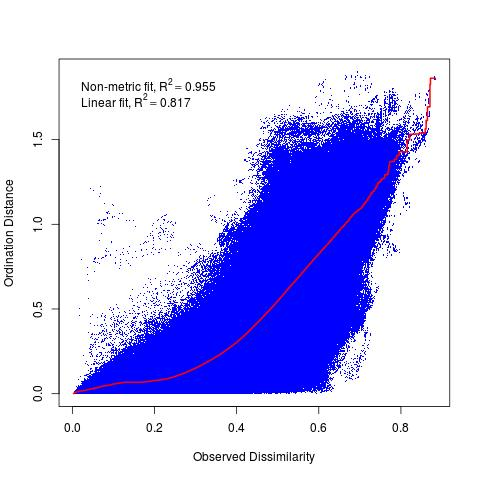 Non-metric fit, R² = 0.955
Linear fit, R² = 0.817
Ordination Distance
1.5
1.0
0.5
0.0
0.0 0.2 0.4 0.6 0.8
Observed Dissimilarity